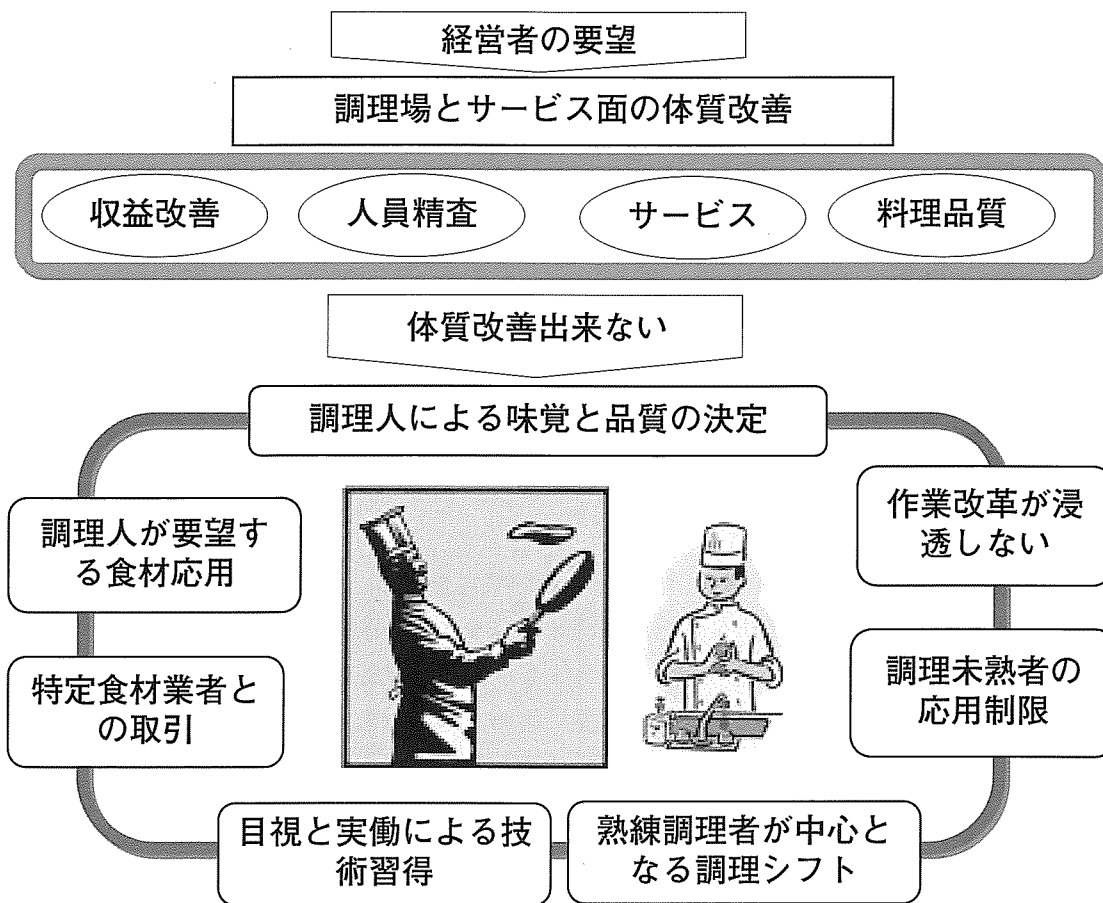 経営者の要望
調理場とサービス面の体質改善
収益改善
人員精査
サービス
料理品質
体質改善出来ない
調理人による味覚と品質の決定
調理人が要望す
る食材応用
作業改革が浸
透しない
特定食材業者と
の取引
調理未熟者の
応用制限
目視と実働による技
術習得
熟練調理者が中心と
なる調理シフト